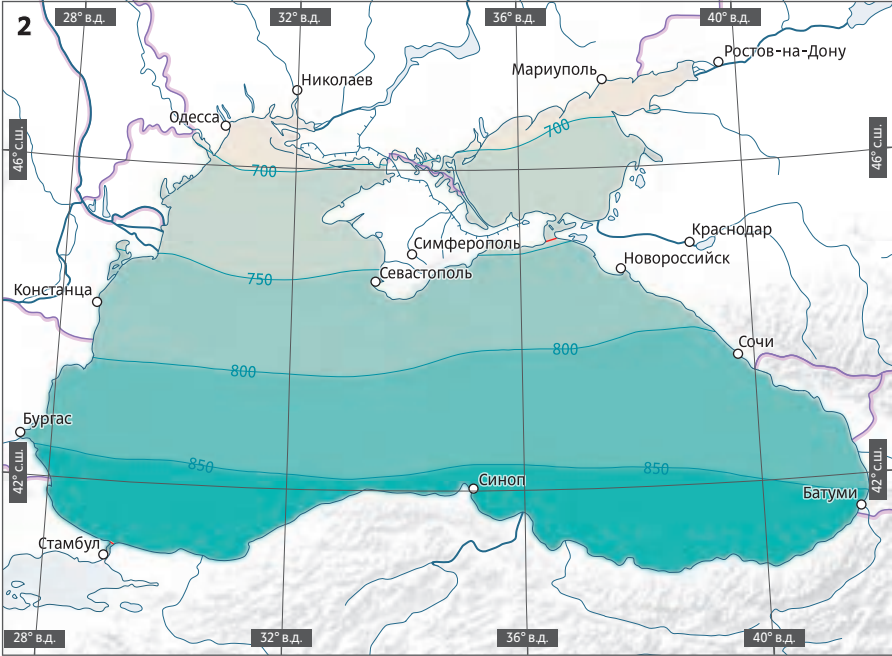 2
28° в.д.
32° в.д.
36° в.д.
40° в.д.
Ростов-на-Дону
Мариуполь
Николаев
Одесса
46° с.ш.
46° с.ш.
700
700
Краснодар
Симферополь
Новороссийск
Севастополь
750
Констанца
Сочи
800
800
Бургас
850
850
42° с.ш.
42° с.ш.
Синоп
Батуми
Стамбул
28° в.д.
32° в.д.
36° в.д.
40° в.д.